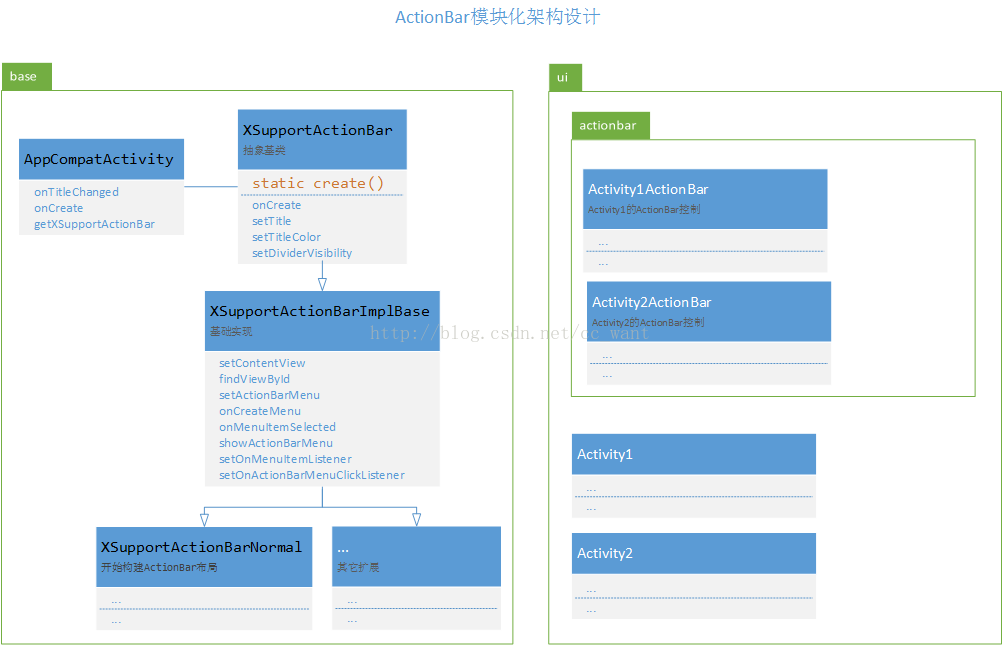 ActionBar模块化架构设计
base
AppCompatActivity
onTitleChanged
onCreate
getXSupportActionBar
XSupportActionBar
抽象基类
static create()
onCreate
setTitle
setTitleColor
setDividerVisibility
XSupportActionBarImplBase
基础实现
setContentView
findViewById
setActionBarMenu
onCreateMenu
onMenuItemSelected
showActionBarMenu
setOnMenuItemListener
setOnActionBarMenuClickListener
XSupportActionBarNormal
开始构建ActionBar布局
...
...
...
其它扩展
...
...
ui
actionbar
Activity1ActionBar
Activity1的ActionBar控制
...
...
Activity2ActionBar
Activity2的ActionBar控制
...
...
Activity1
...
...
Activity2
...
...
http://blog.csdn.net/cc_want